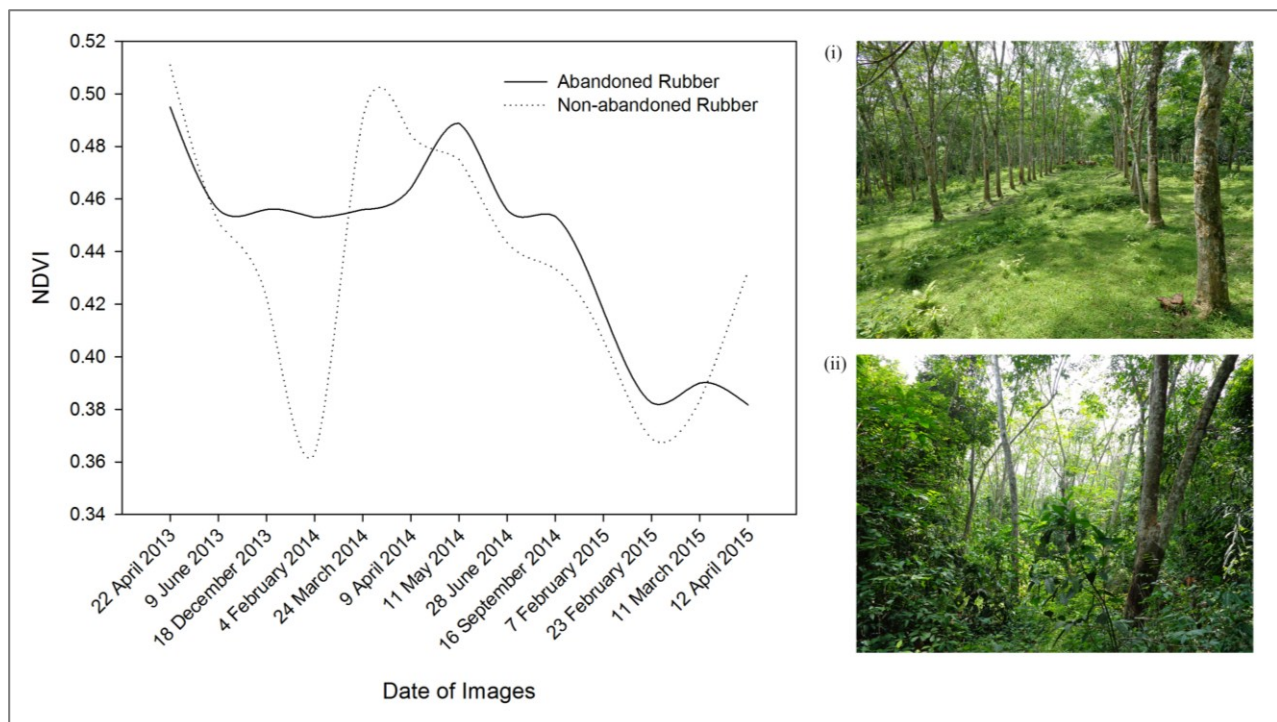 0.52
0.50
0.48
0.46
0.44
0.42
0.40
0.38
0.36
0.34
NDVI
Abandoned Rubber
Non-abandoned Rubber
22 April 2013
9 June 2013
18 December 2013
4 February 2014
24 March 2014
9 April 2014
11 May 2014
28 June 2014
16 September 2014
7 February 2015
23 February 2015
11 March 2015
12 April 2015
Date of Images
(i)
(ii)